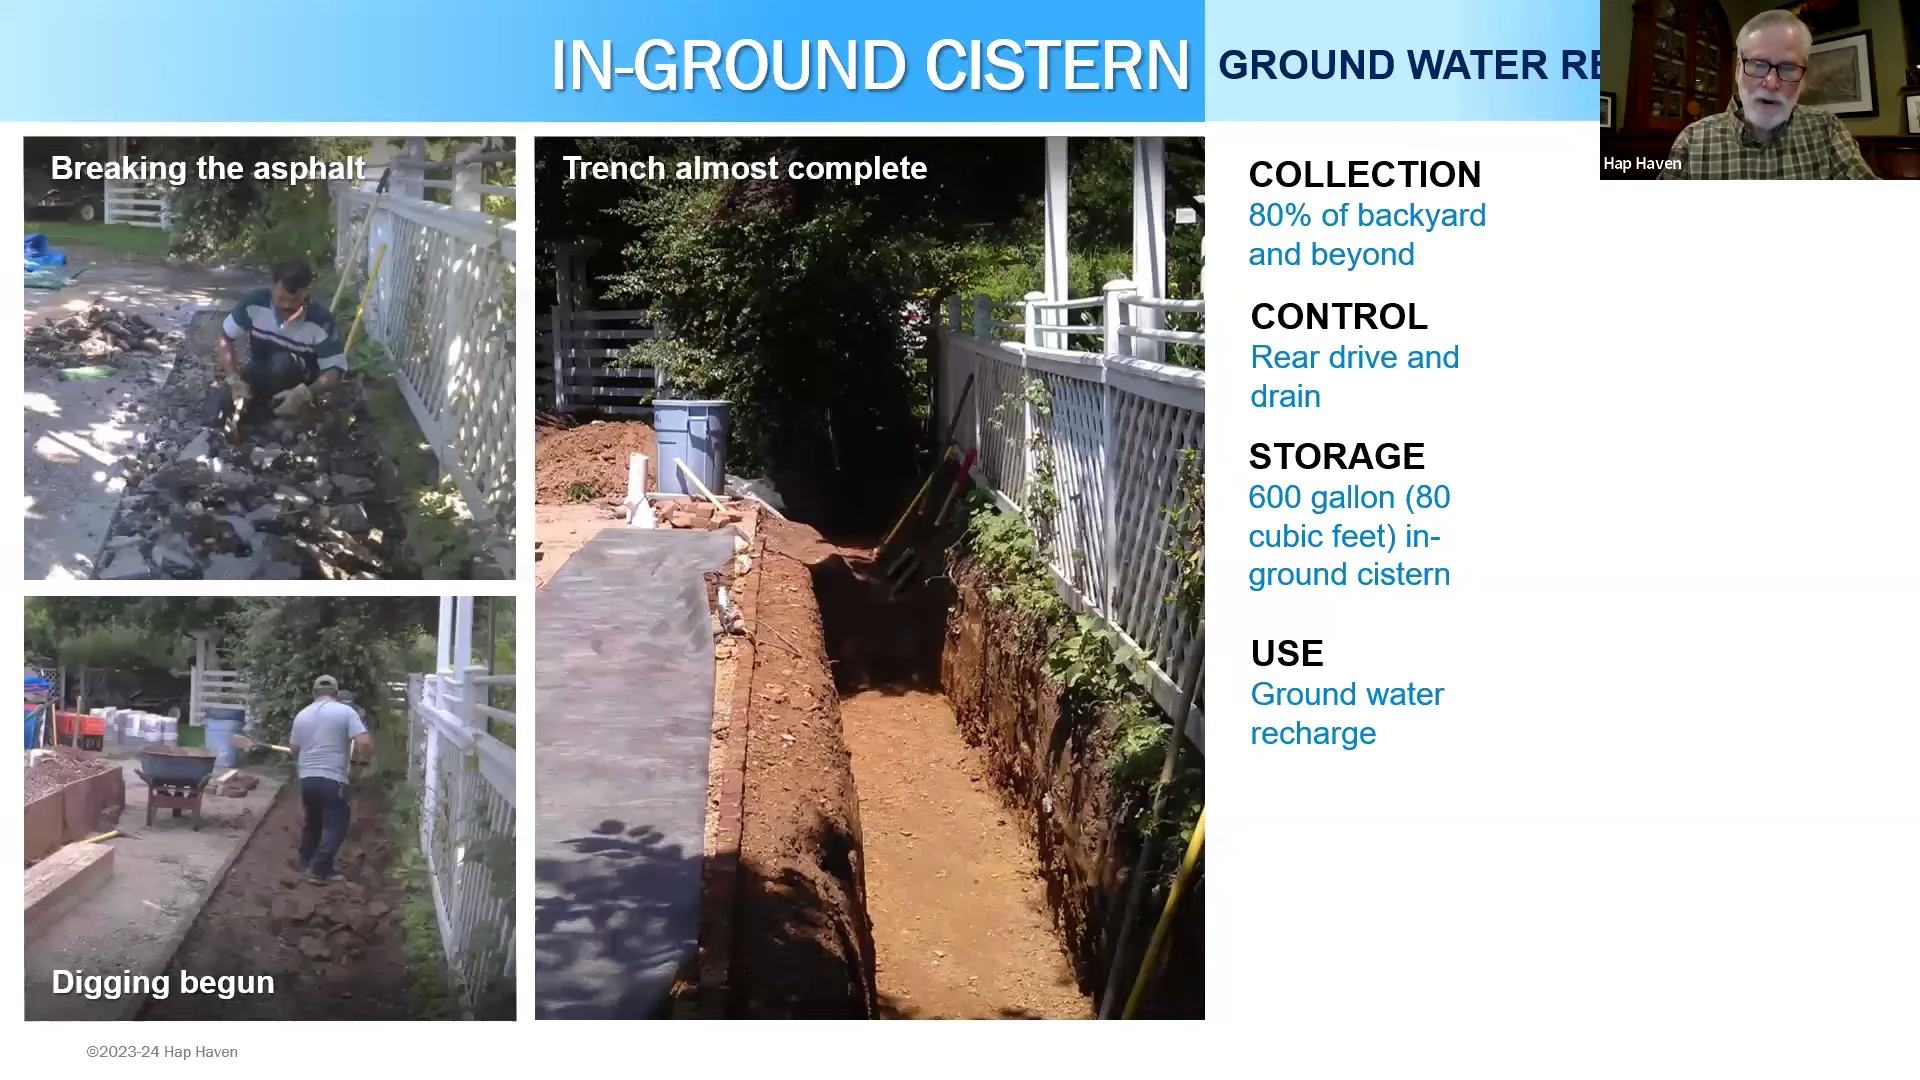 IN-GROUND CISTERN
GROUND WATER
Hap Haven
Breaking the asphalt
Trench almost complete
Digging begun
COLLECTION
80% of backyard
and beyond
CONTROL
Rear drive and
drain
STORAGE
600 gallon (80
cubic feet) in-
ground cistern
USE
Ground water
recharge
©2023-24 Hap Haven